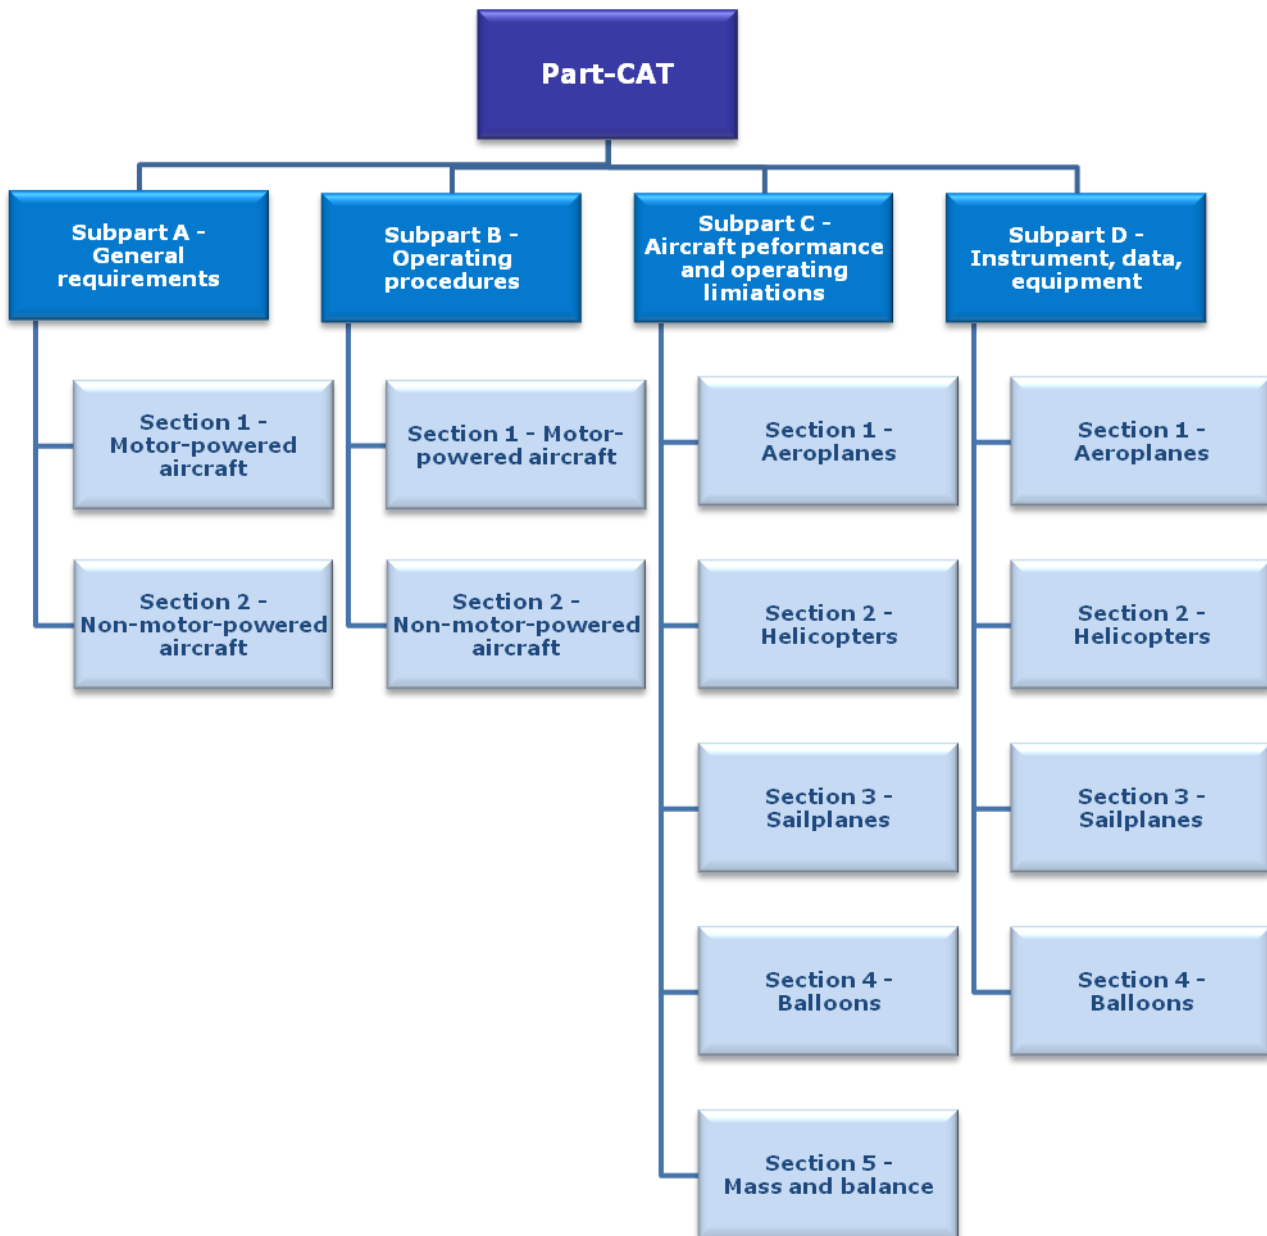 Part-CAT
Subpart A -
General
requirements
Section 1 -
Motor-powered
aircraft
Section 2 -
Non-motor-powered
aircraft
Subpart B -
Operating
procedures
Section 1 - Motor-
powered aircraft
Section 2 -
Non-motor-powered
aircraft
Subpart C -
Aircraft peformance
and operating
limiations
Section 1 -
Aeroplanes
Section 2 -
Helicopters
Section 3 -
Sailplanes
Section 4 -
Balloons
Section 5 -
Mass and balance
Subpart D -
Instrument, data,
equipment
Section 1 -
Aeroplanes
Section 2 -
Helicopters
Section 3 -
Sailplanes
Section 4 -
Balloons